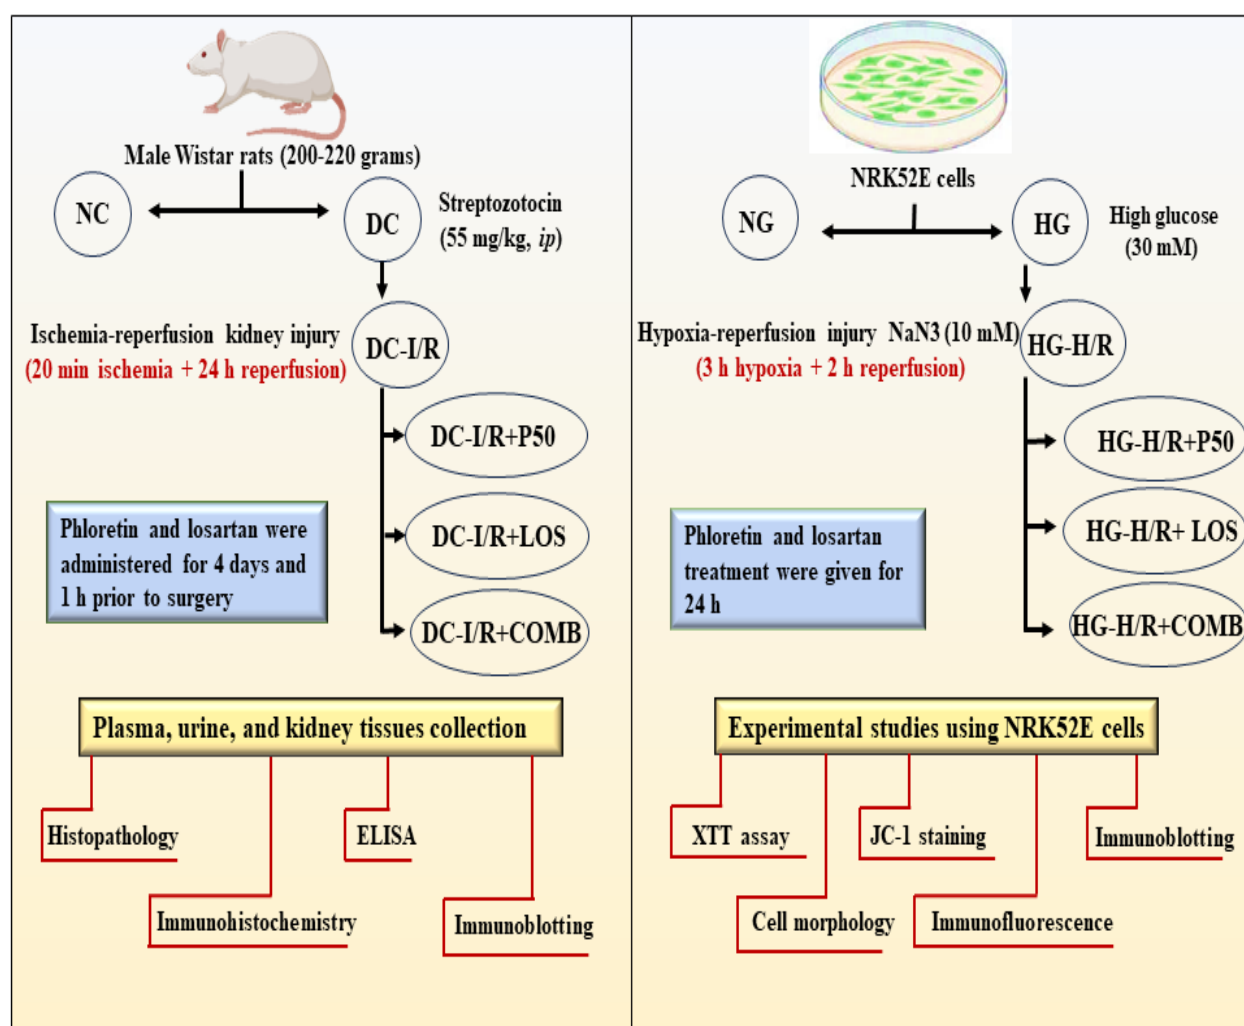 Male Wistar rats (200-220 grams)
NC
DC
Streptozotocin
(55 mg/kg, ip)
Ischemia-reperfusion kidney injury
(20 min ischemia + 24 h reperfusion)
DC-I/R
DC-I/R+P50
DC-I/R+LOS
DC-I/R+COMB
Phloretin and losartan were
administered for 4 days and
1 h prior to surgery
Plasma, urine, and kidney tissues collection
Histopathology
ELISA
Immunohistochemistry
Immunoblotting
NRK52E cells
NG
HG
High glucose
(30 mM)
Hypoxia-reperfusion injury NaN3 (10 mM)
(3 h hypoxia + 2 h reperfusion)
HG-H/R
HG-H/R+P50
HG-H/R+ LOS
HG-H/R+COMB
Phloretin and losartan
treatment were given for
24 h
Experimental studies using NRK52E cells
XTT assay
JC-1 staining
Immunoblotting
Cell morphology
Immunofluorescence